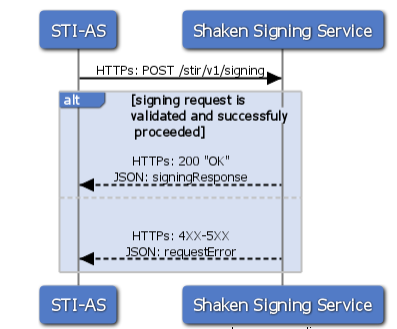 STI-AS
Shaken Signing Service
HTTPs: POST /stir/v1/signing
alt
[signing request is
validated and successfuly
proceeded]
HTTPs: 200 "OK"
JSON: signingResponse
HTTPs: 4XX-5XX
JSON: requestError
STI-AS
Shaken Signing Service